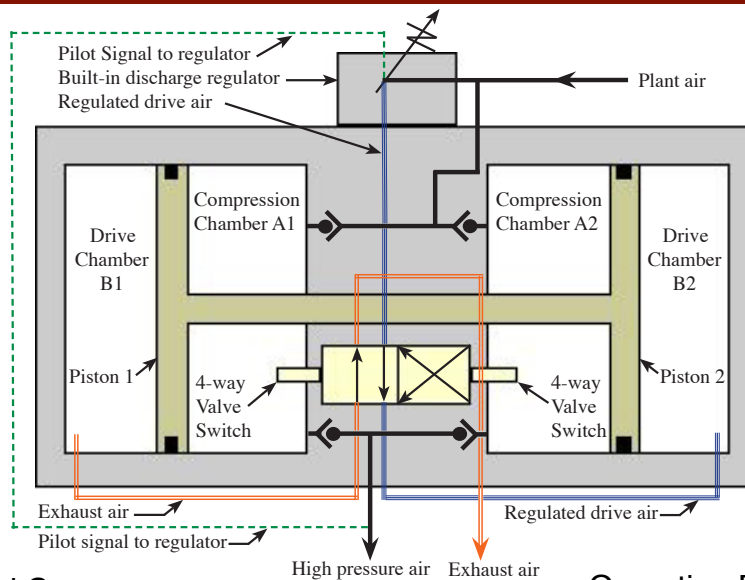 Pilot Signal to regulator
Built-in discharge regulator
Regulated drive air
Plant air
Compression
Chamber A1
Compression
Chamber A2
Drive
Chamber
B1
Drive
Chamber
B2
Piston 1
4-way
Valve
Switch
4-way
Valve
Switch
Piston 2
Exhaust air
Regulated drive air
Pilot signal to regulator
High pressure air
Exhaust air